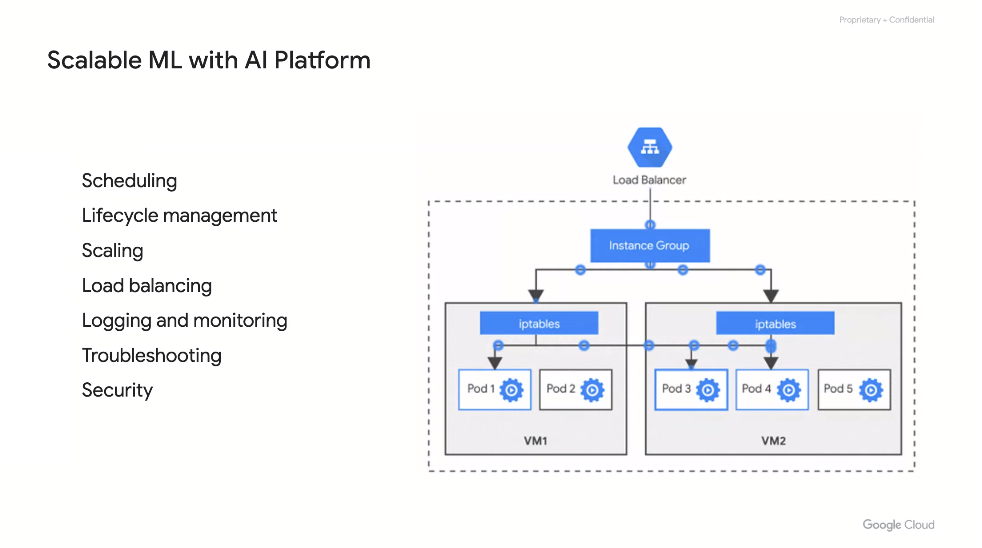 Proprietary + Confidential
Scalable ML with AI Platform
Scheduling
Lifecycle management
Scaling
Load balancing
Logging and monitoring
Troubleshooting
Security
Load Balancer
Instance Group
iptables
iptables
Pod 1
Pod 2
Pod 3
Pod 4
Pod 5
VM1
VM2
Google Cloud